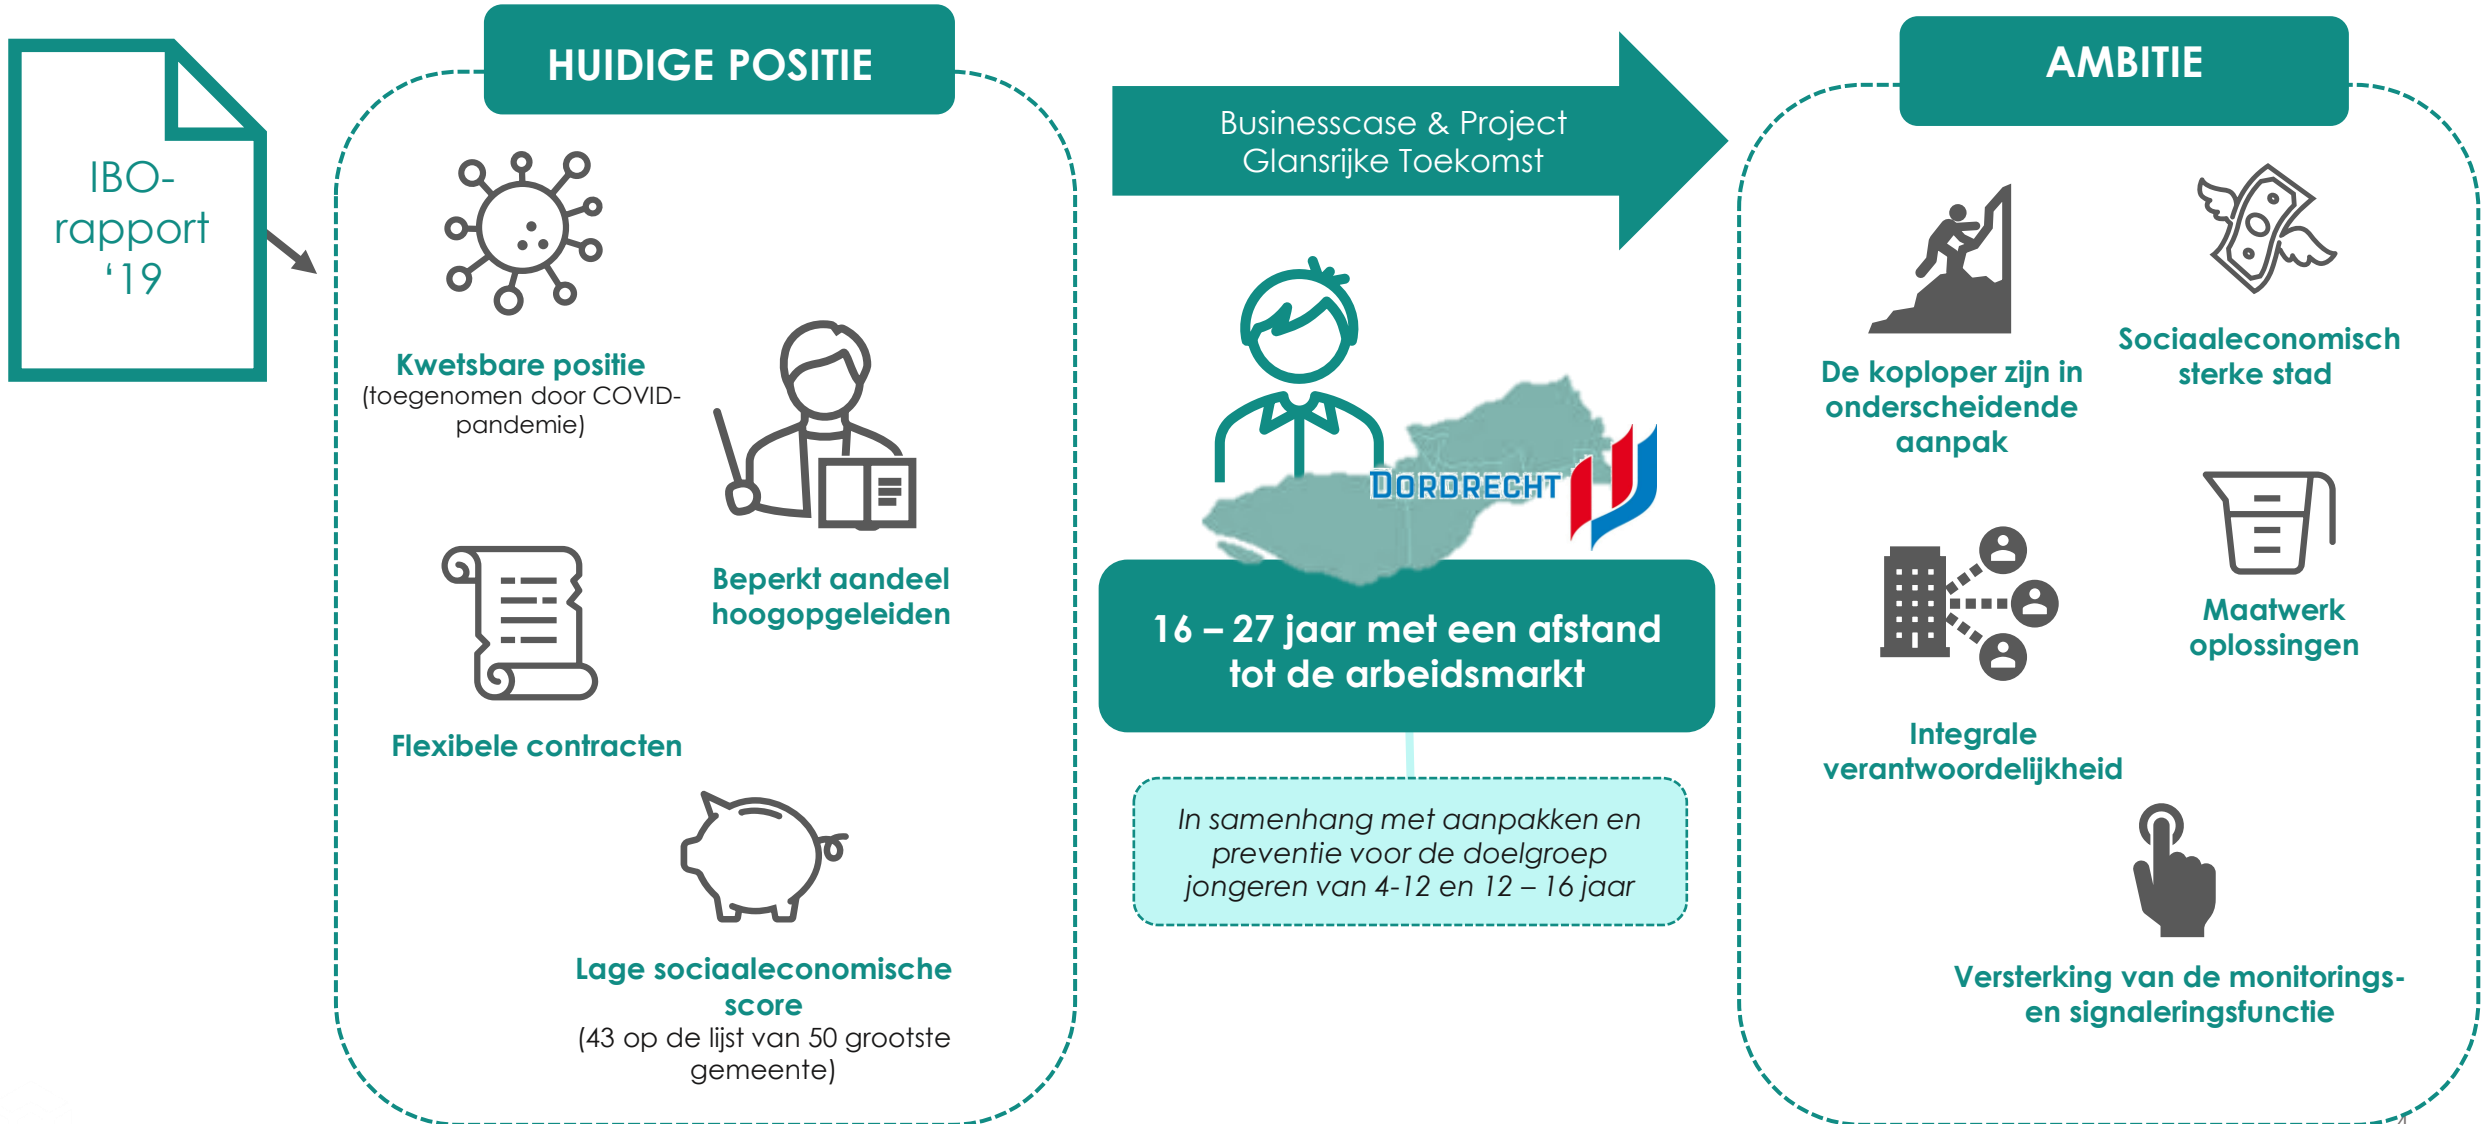 IBO-
rapport
‘19
HUIDIGE POSITIE
Kwetsbare positie
(toegenomen door COVID-
pandemie)
Beperkt aandeel
hoogopgeleiden
Flexibele contracten
Lage sociaaleconomische
score
(43 op de lijst van 50 grootste
gemeente)
Businesscase & Project
Glansrijke Toekomst
DORDRECHT
16 – 27 jaar met een afstand
tot de arbeidsmarkt
In samenhang met aanpakken en
preventie voor de doelgroep
jongeren van 4-12 en 12 – 16 jaar
AMBITIE
De koploper zijn in
onderscheidende
aanpak
Sociaaleconomisch
sterke stad
Maatwerk
oplossingen
Integrale
verantwoordelijkheid
Versterking van de monitorings-
en signaleringsfunctie